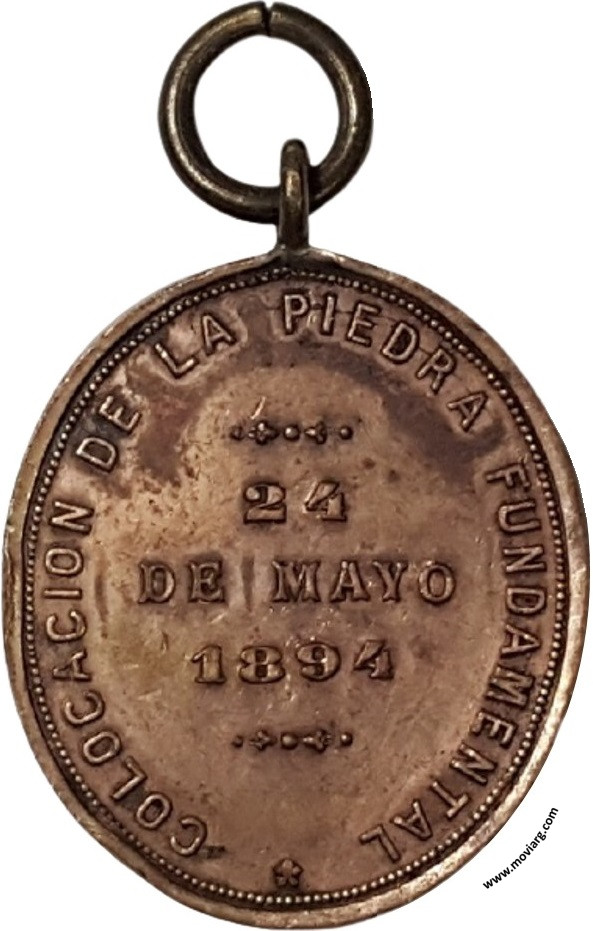 COLOCACION DE LA PIEDRA FUNDAMENTAL
24
DE MAYO
1894
www.moviarg.com